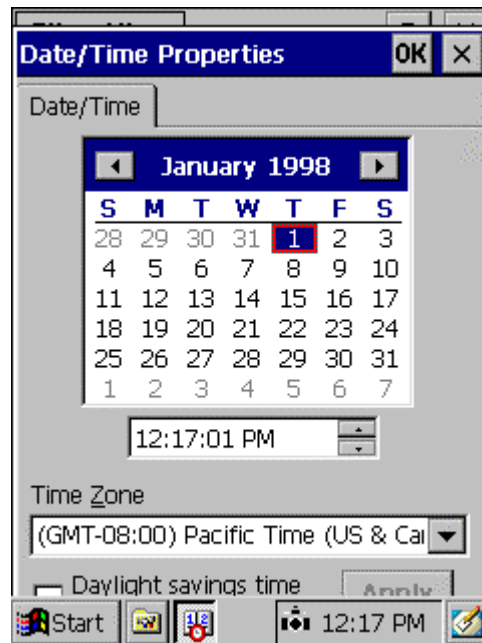 Date/Time Properties OK
Date/Time
January 1998
S M T W T F S
28 29 30 31 1 2 3
4 5 6 7 8 9 10
11 12 13 14 15 16 17
18 19 20 21 22 23 24
25 26 27 28 29 30 31
1 2 3 4 5 6 7
12:17:01 PM
Time Zone
(GMT-08:00) Pacific Time (US & Ca
Daylight savings time Apply
Start 12:17 PM